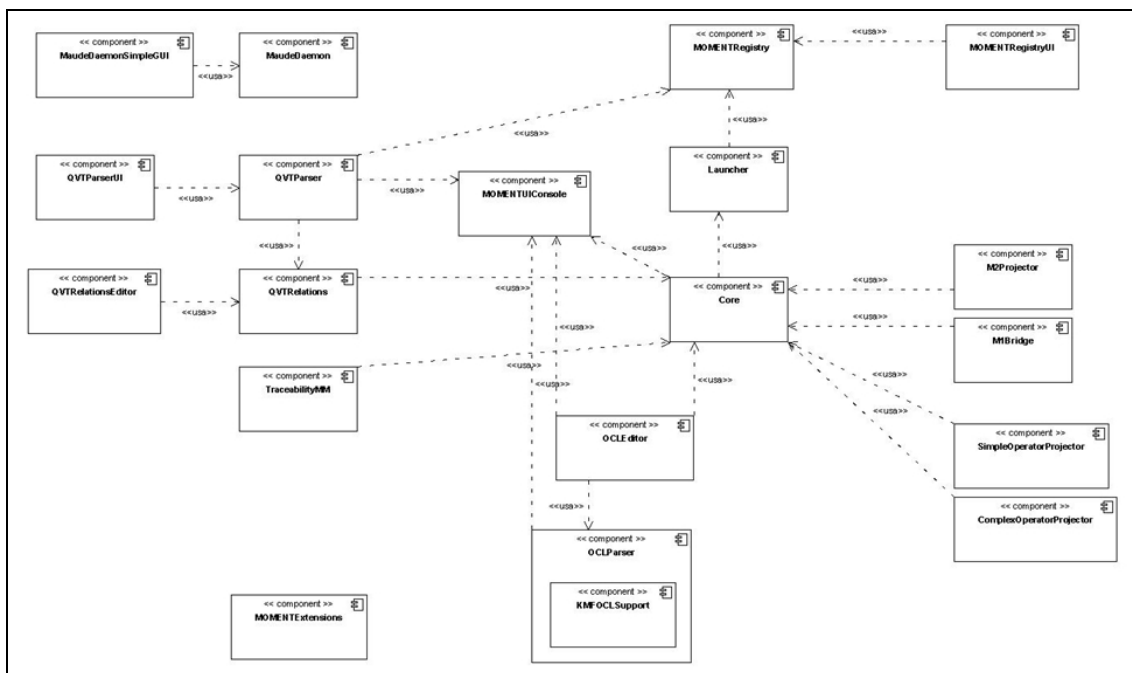 << component >>
MaudeDaemonSimpleGUI
<< component >>
MaudeDaemon
<<usa>>
<< component >>
MOMENTRegistry
<<usa>>
<< component >>
MOMENTRegistryUI
<<usa>>
<<usa>>
<< component >>
QVTParserUI
<<usa>>
<< component >>
QVTParser
<<usa>>
<< component >>
MOMENTUIConsole
<< component >>
Launcher
<<usa>>
<<usa>>
<<usa>>
<< component >>
QVTRelationsEditor
<<usa>>
<< component >>
QVTRelations
<<usa>>
<<usa>>
<< component >>
Core
<<usa>>
<< component >>
M2Projector
<<usa>>
<< component >>
M1Bridge
<< component >>
TraceabilityMM
<<usa>>
<<usa>>
<<usa>>
<<usa>>
<<usa>>
<<usa>>
<< component >>
OCLEditor
<< component >>
SimpleOperatorProjector
<<usa>>
<< component >>
ComplexOperatorProjector
<< component >>
OCLParser
<< component >>
KMFOCLSupport
<< component >>
MOMENTExtensions